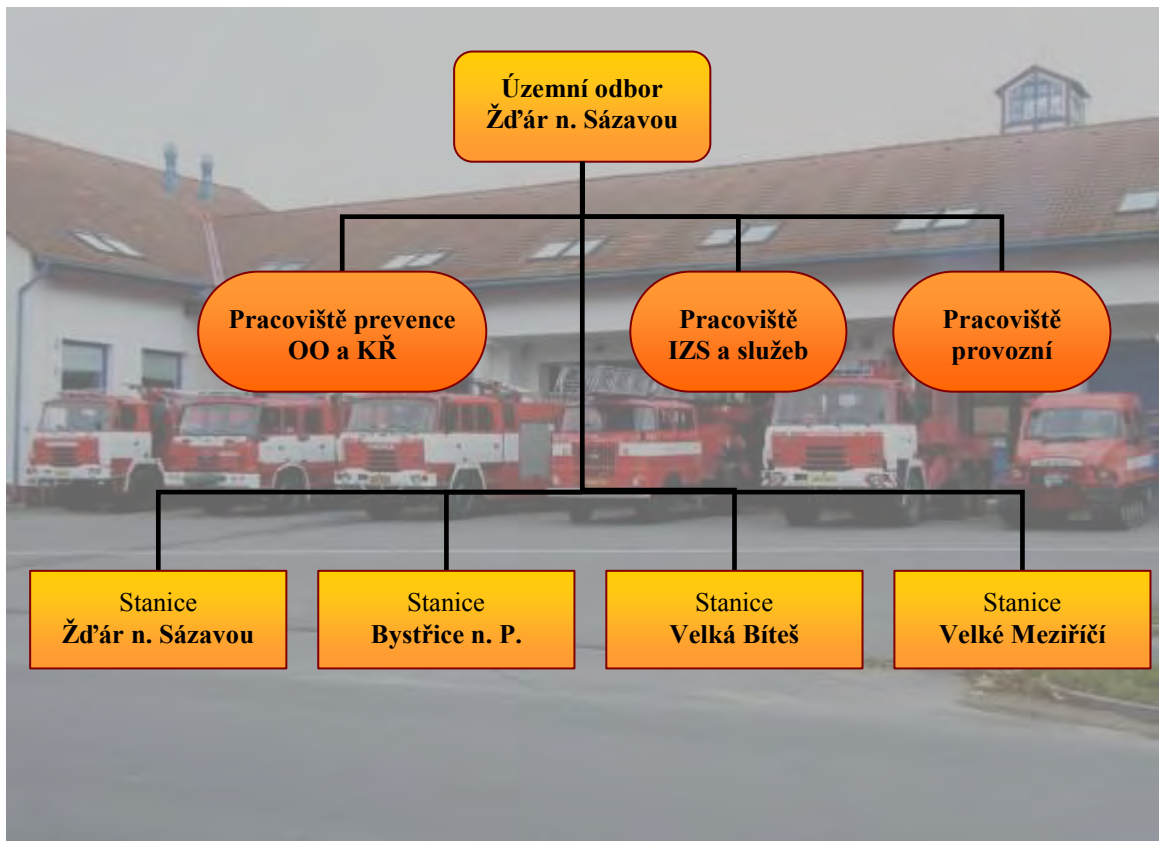 Územní odbor
Žďár n. Sázavou
Pracoviště prevence
OO a KŘ
Pracoviště
IZS a služeb
Pracoviště
provozní
Stanice
Žďár n. Sázavou
Stanice
Bystřice n. P.
Stanice
Velká Bíteš
Stanice
Velké Meziříčí